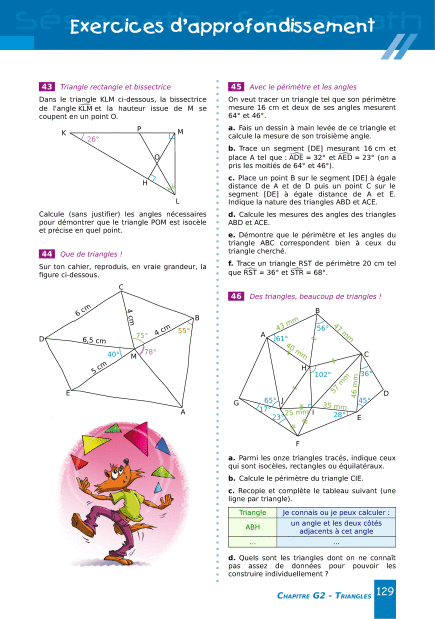 Exercices d'approfondissement
43 Triangle rectangle et bissectrice
Dans le triangle KLM ci-dessous, la bissectrice
de l'angle KLM et la hauteur issue de M se
coupent en un point O.
K
P
M
26°
O
H
L
Calcule (sans justifier) les angles nécessaires
pour démontrer que le triangle POM est isocèle
et précise en quel point.
44 Que de triangles !
Sur ton cahier, reproduis, en vraie grandeur, la
figure ci-dessous.
C
6 cm
4 cm
B
D
6,5 cm
75°
4 cm
55°
40°
M
78°
5 cm
E
A
45 Avec le périmètre et les angles
On veut tracer un triangle tel que son périmètre
mesure 16 cm et deux de ses angles mesurent
64° et 46°.
a. Fais un dessin à main levée de ce triangle et
calcule la mesure de son troisième angle.
b. Trace un segment [DE] mesurant 16 cm et
place A tel que : ADE = 32° et AED = 23° (on a
pris les moitiés de 64° et 46°).
c. Place un point B sur le segment [DE] à égale
distance de A et de D puis un point C sur le
segment [DE] à égale distance de A et E.
Indique la nature des triangles ABD et ACE.
d. Calcule les mesures des angles des triangles
ABD et ACE.
e. Démontre que le périmètre et les angles du
triangle ABC correspondent bien à ceux du
triangle cherché.
f. Trace un triangle RST de périmètre 20 cm tel
que RST = 36° et STR = 68°.
46 Des triangles, beaucoup de triangles !
B
43 mm
56°
47 mm
A
61°
40 mm
C
H
102°
57 mm
46 mm
36°
D
G
65°
J
17°
25 mm
I
35 mm
45°
23°
28°
E
F
a. Parmi les onze triangles tracés, indique ceux
qui sont isocèles, rectangles ou équilatéraux.
b. Calcule le périmètre du triangle CIE.
c. Recopie et complète le tableau suivant (une
ligne par triangle).
Triangle Je connais ou je peux calculer :
ABH un angle et les deux côtés
adjacents à cet angle
... ...
d. Quels sont les triangles dont on ne connaît
pas assez de données pour pouvoir les
construire individuellement ?
CHAPITRE G2 - TRIANGLES 129